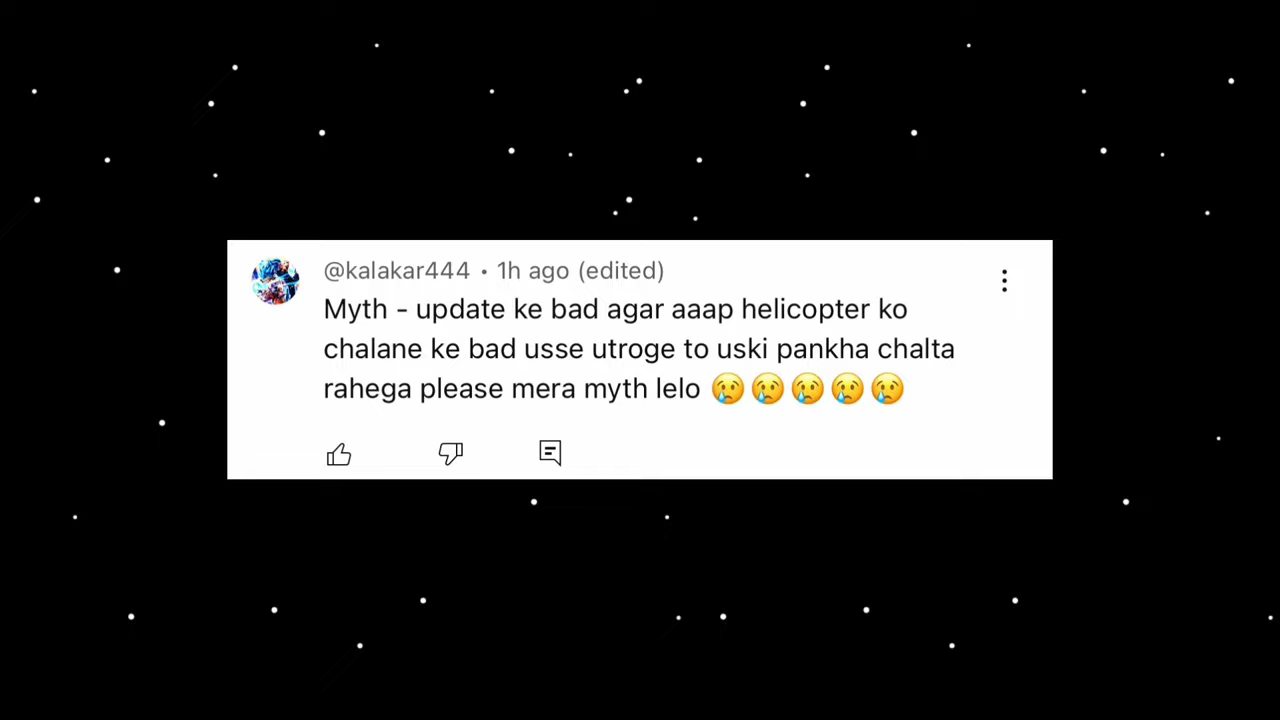 @kalakar444 • 1h ago (edited)
Myth - update ke bad agar aaap helicopter ko
chalane ke bad usse utroge to uski pankha chalta
rahega please mera myth lelo 😢😢😢😢😢